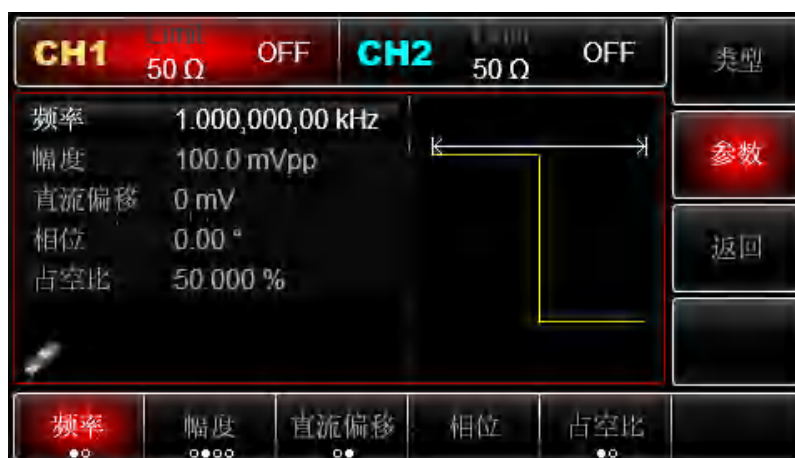 CH1 Limit 50 Ω OFF CH2 Limit 50 Ω OFF
类型
频率 1.000,000,00 kHz
幅度 100.0 mVpp
直流偏移 0 mV
相位 0.00 °
占空比 50.000 %
参数
返回
频率 幅度 直流偏移 相位 占空比